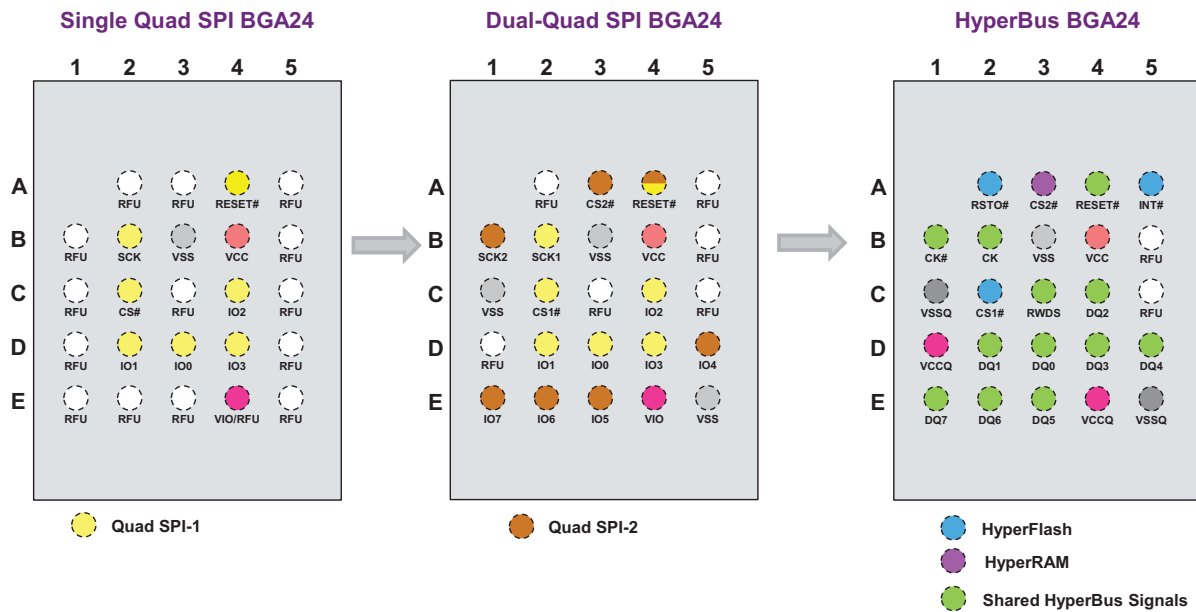 Single Quad SPI BGA24
1 2 3 4 5
A
RFU RFU RESET# RFU
B
RFU SCK VSS VCC RFU
C
RFU CS# RFU IO2 RFU
D
RFU IO1 IO0 IO3 RFU
E
RFU RFU RFU VIO/RFU RFU
Quad SPI-1
Dual-Quad SPI BGA24
1 2 3 4 5
A
RFU CS2# RESET# RFU
B
SCK2 SCK1 VSS VCC RFU
C
VSS CS1# RFU IO2 RFU
D
RFU IO1 IO0 IO3 IO4
E
IO7 IO6 IO5 VIO VSS
Quad SPI-2
HyperBus BGA24
1 2 3 4 5
A
RSTO# CS2# RESET# INT#
B
CK# CK VSS VCC RFU
C
VSSQ CS1# RWDS DQ2 RFU
D
VCCQ DQ1 DQ0 DQ3 DQ4
E
DQ7 DQ6 DQ5 VCCQ VSSQ
HyperFlash
HyperRAM
Shared HyperBus Signals